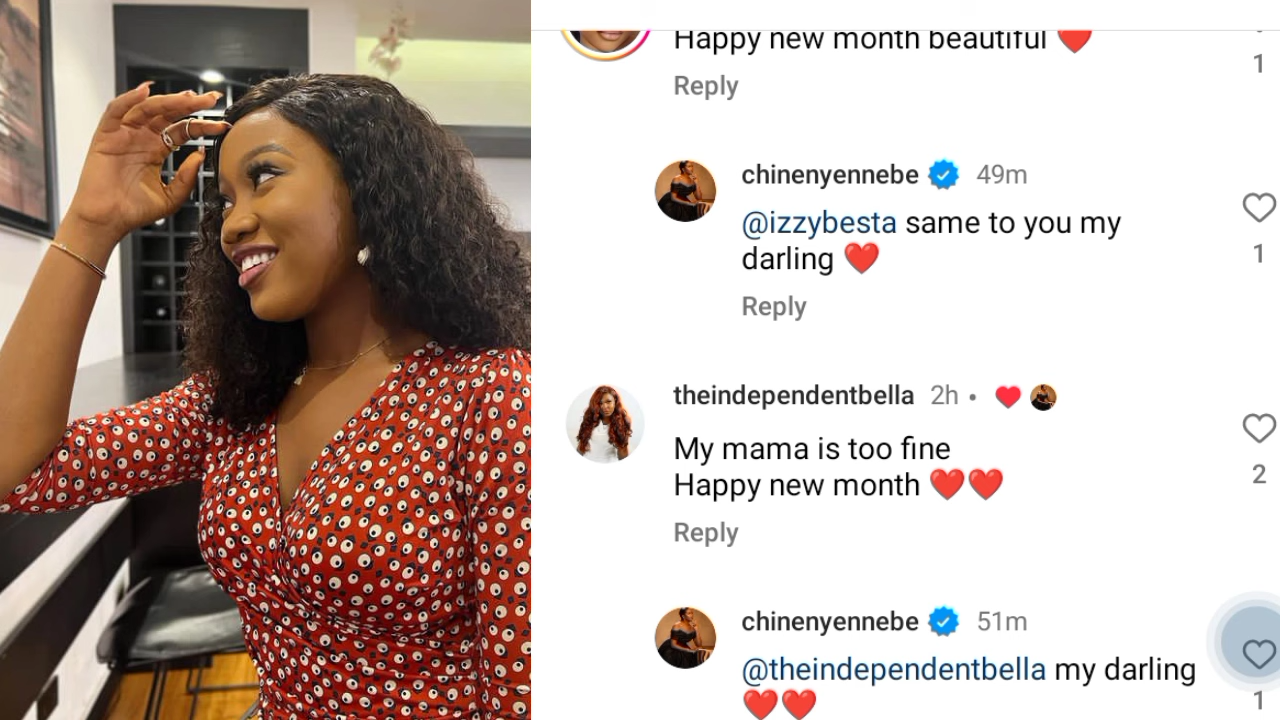 Happy new month beautiful ❤️
1
Reply
chinenyennebe 49m
@izzybesta same to you my
darling ❤️
1
Reply
theindependentbella 2h •
My mama is too fine
Happy new month ❤️❤️
2
Reply
chinenyennebe 51m
@theindependentbella my darling
❤️❤️
1